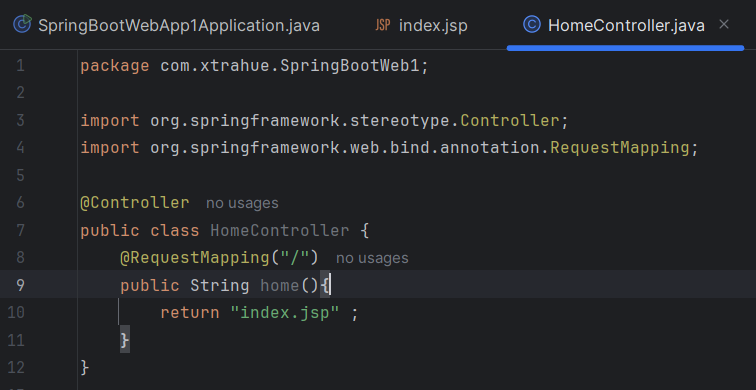 SpringBootWebApp1Application.java JSP index.jsp C HomeController.java ×
1 package com.xtrahue.SpringBootWeb1;
2
3 import org.springframework.stereotype.Controller;
4 import org.springframework.web.bind.annotation.RequestMapping;
5
6 @Controller no usages
7 public class HomeController {
8 @RequestMapping("/") no usages
9 public String home(){
10 return "index.jsp" ;
11 }
12 }